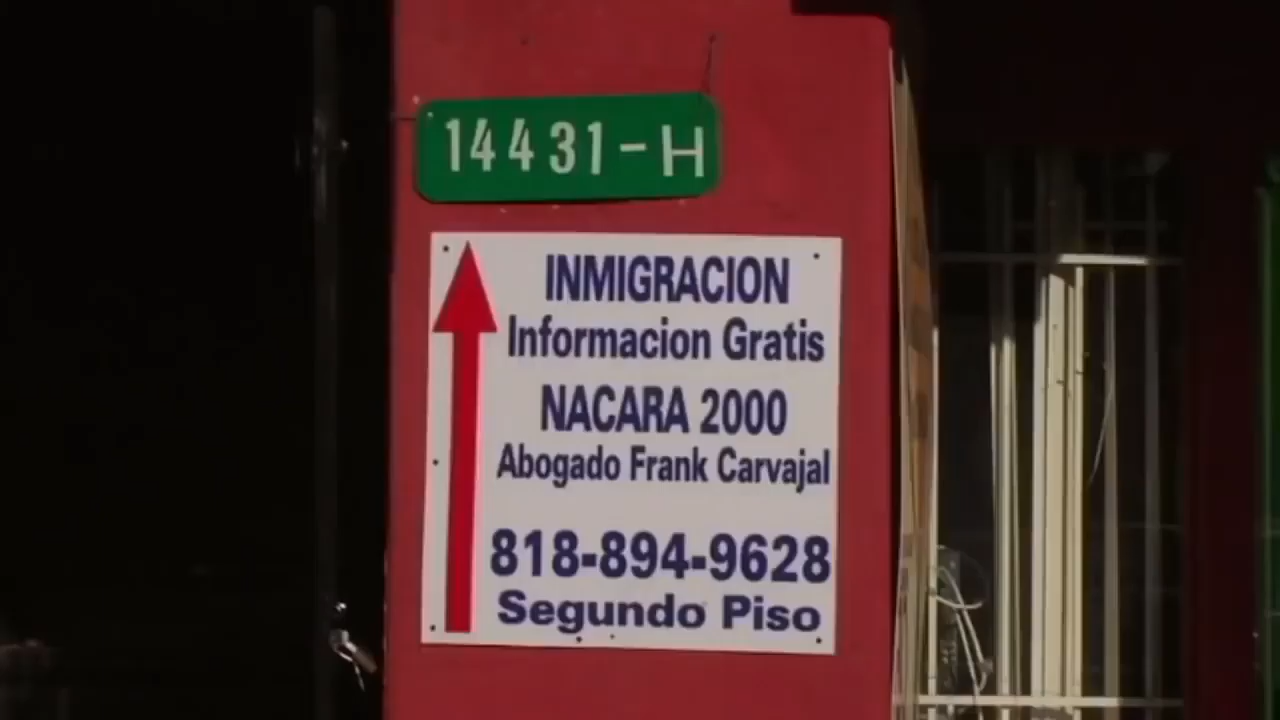 14431-H
INMIGRACION
Informacion Gratis
NACARA 2000
Abogado Frank Carvajal
818-894-9628
Segundo Piso